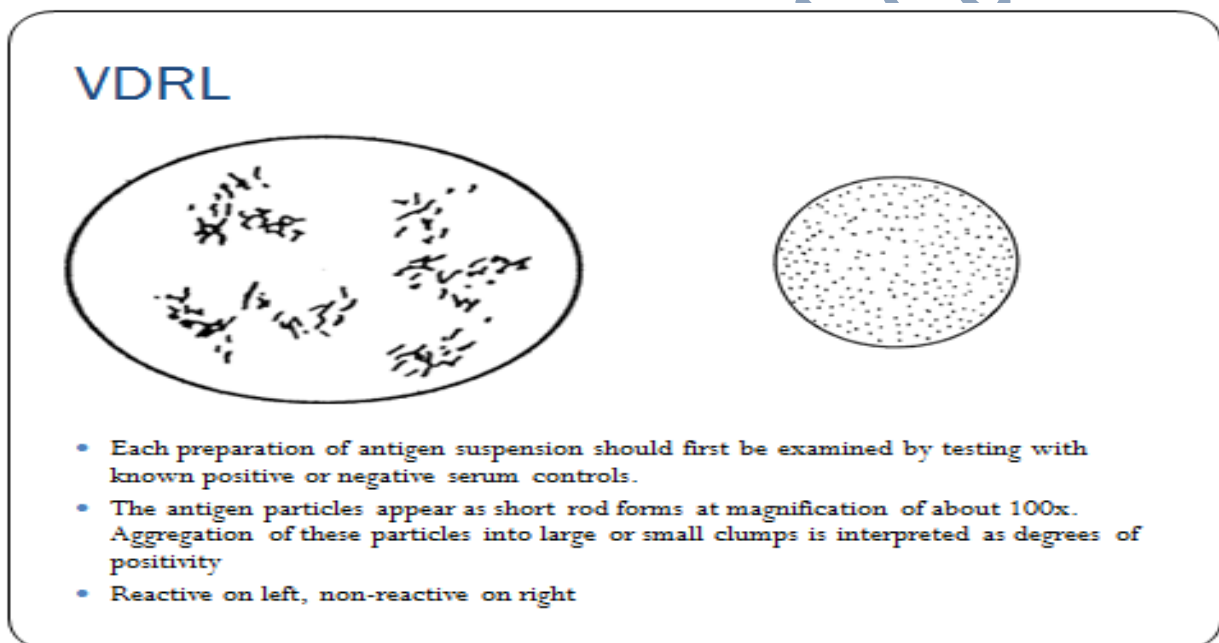 VDRL
• Each preparation of antigen suspension should first be examined by testing with
known positive or negative serum controls.
• The antigen particles appear as short rod forms at magnification of about 100x.
Aggregation of these particles into large or small clumps is interpreted as degrees of
positivity
• Reactive on left, non-reactive on right